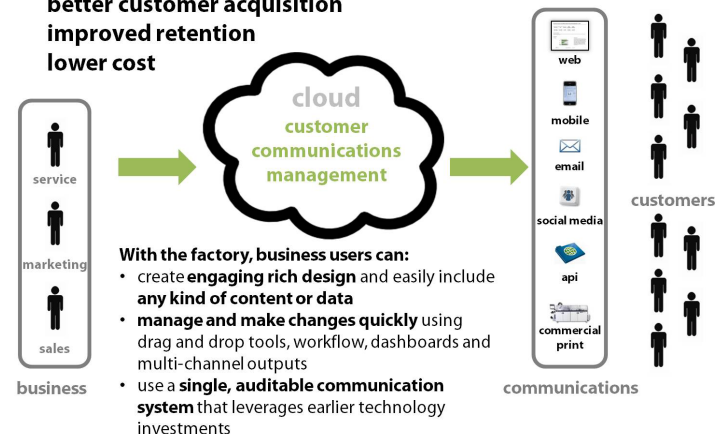 better customer acquisition
improved retention
lower cost
service
marketing
sales
business
cloud
customer
communications
management
With the factory, business users can:
• create engaging rich design and easily include
any kind of content or data
• manage and make changes quickly using
drag and drop tools, workflow, dashboards and
multi-channel outputs
• use a single, auditable communication
system that leverages earlier technology
investments
web
mobile
email
social media
api
commercial
print
communications
customers